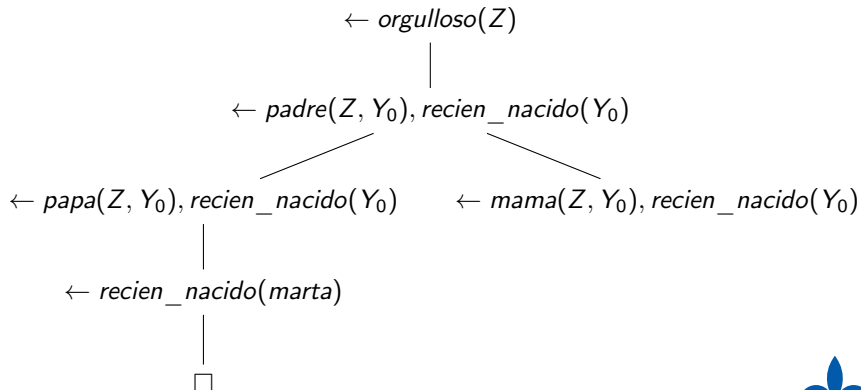 ← orgulloso(Z)
← padre(Z, Y₀), recien_nacido(Y₀)
← papa(Z, Y₀), recien_nacido(Y₀) ← mama(Z, Y₀), recien_nacido(Y₀)
← recien_nacido(marta)
□